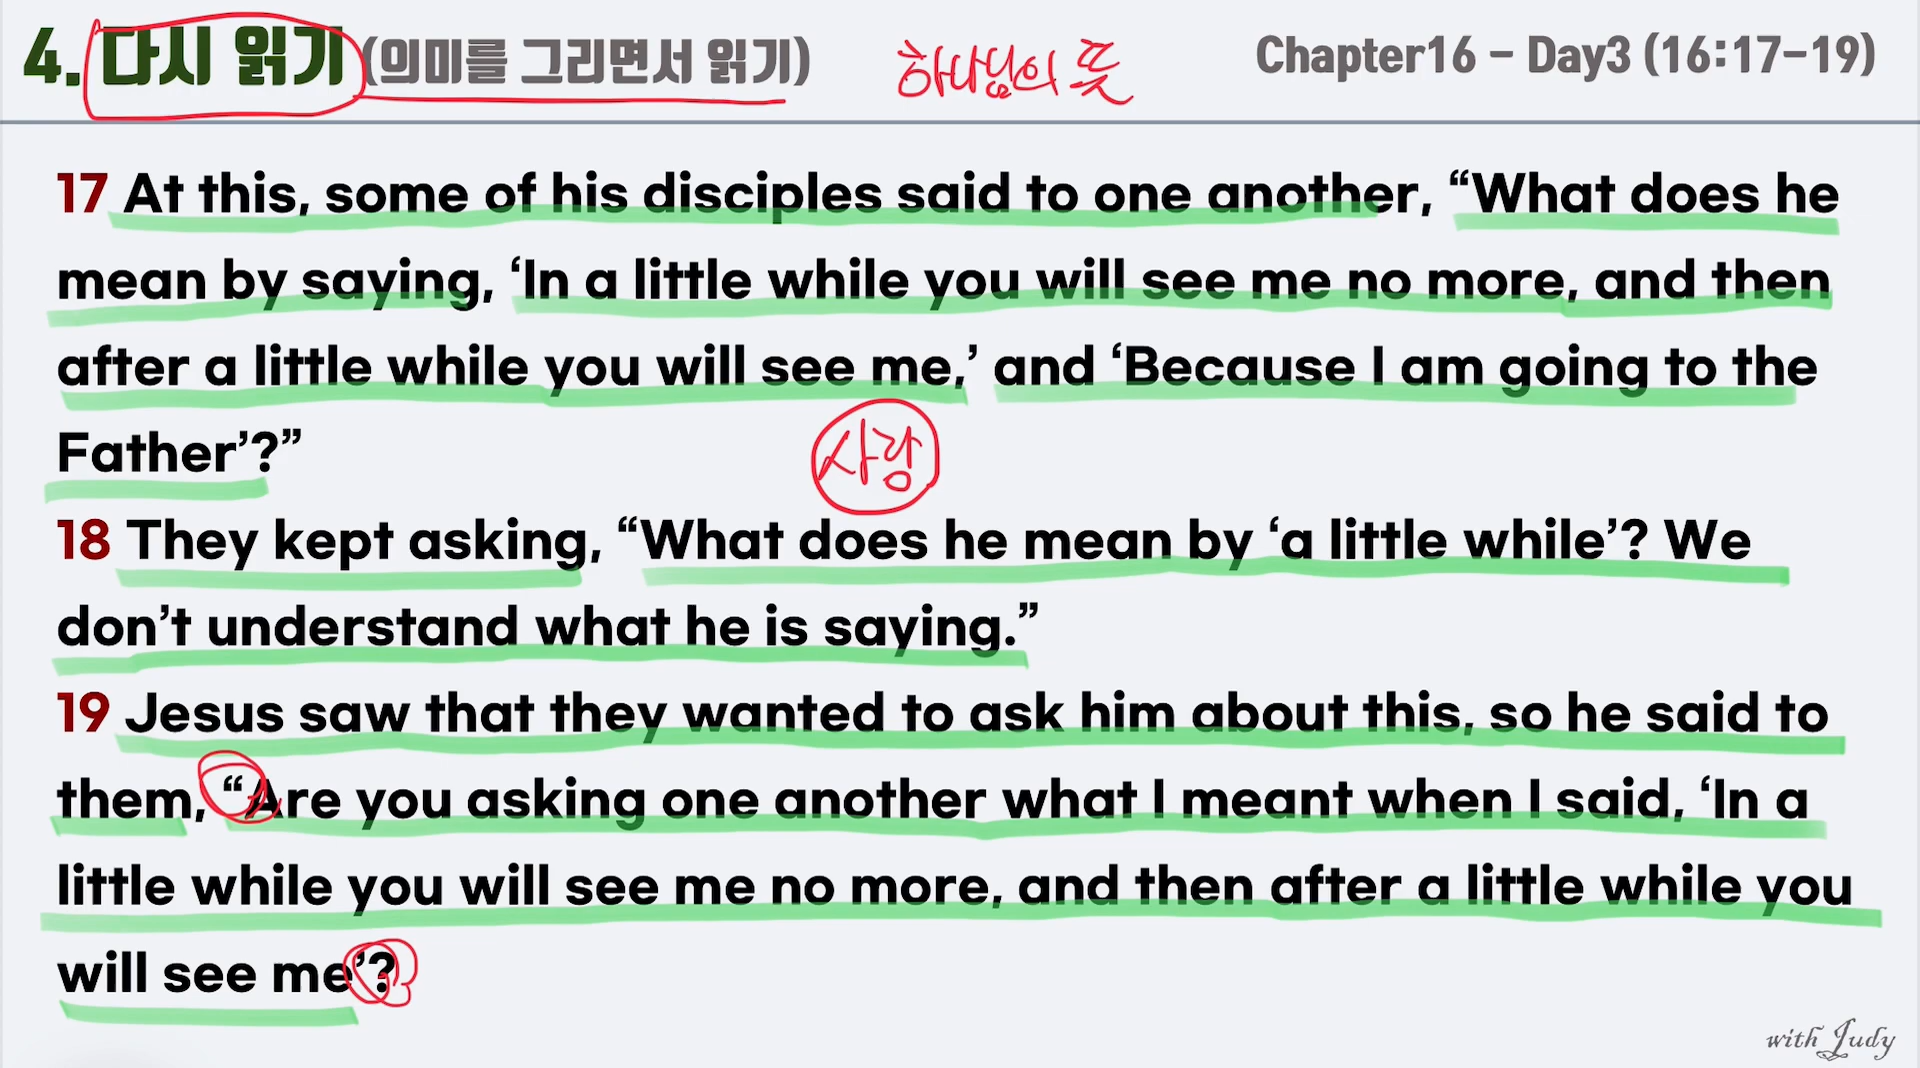 4. 다시 읽기 (의미를 그리면서 읽기) 하나님의 뜻 Chapter16 - Day3 (16:17-19)
17 At this, some of his disciples said to one another, “What does he
mean by saying, ‘In a little while you will see me no more, and then
after a little while you will see me,’ and ‘Because I am going to the
Father’?”
사랑
18 They kept asking, “What does he mean by ‘a little while’? We
don’t understand what he is saying.”
19 Jesus saw that they wanted to ask him about this, so he said to
them, “Are you asking one another what I meant when I said, ‘In a
little while you will see me no more, and then after a little while you
will see me’?
with Judy